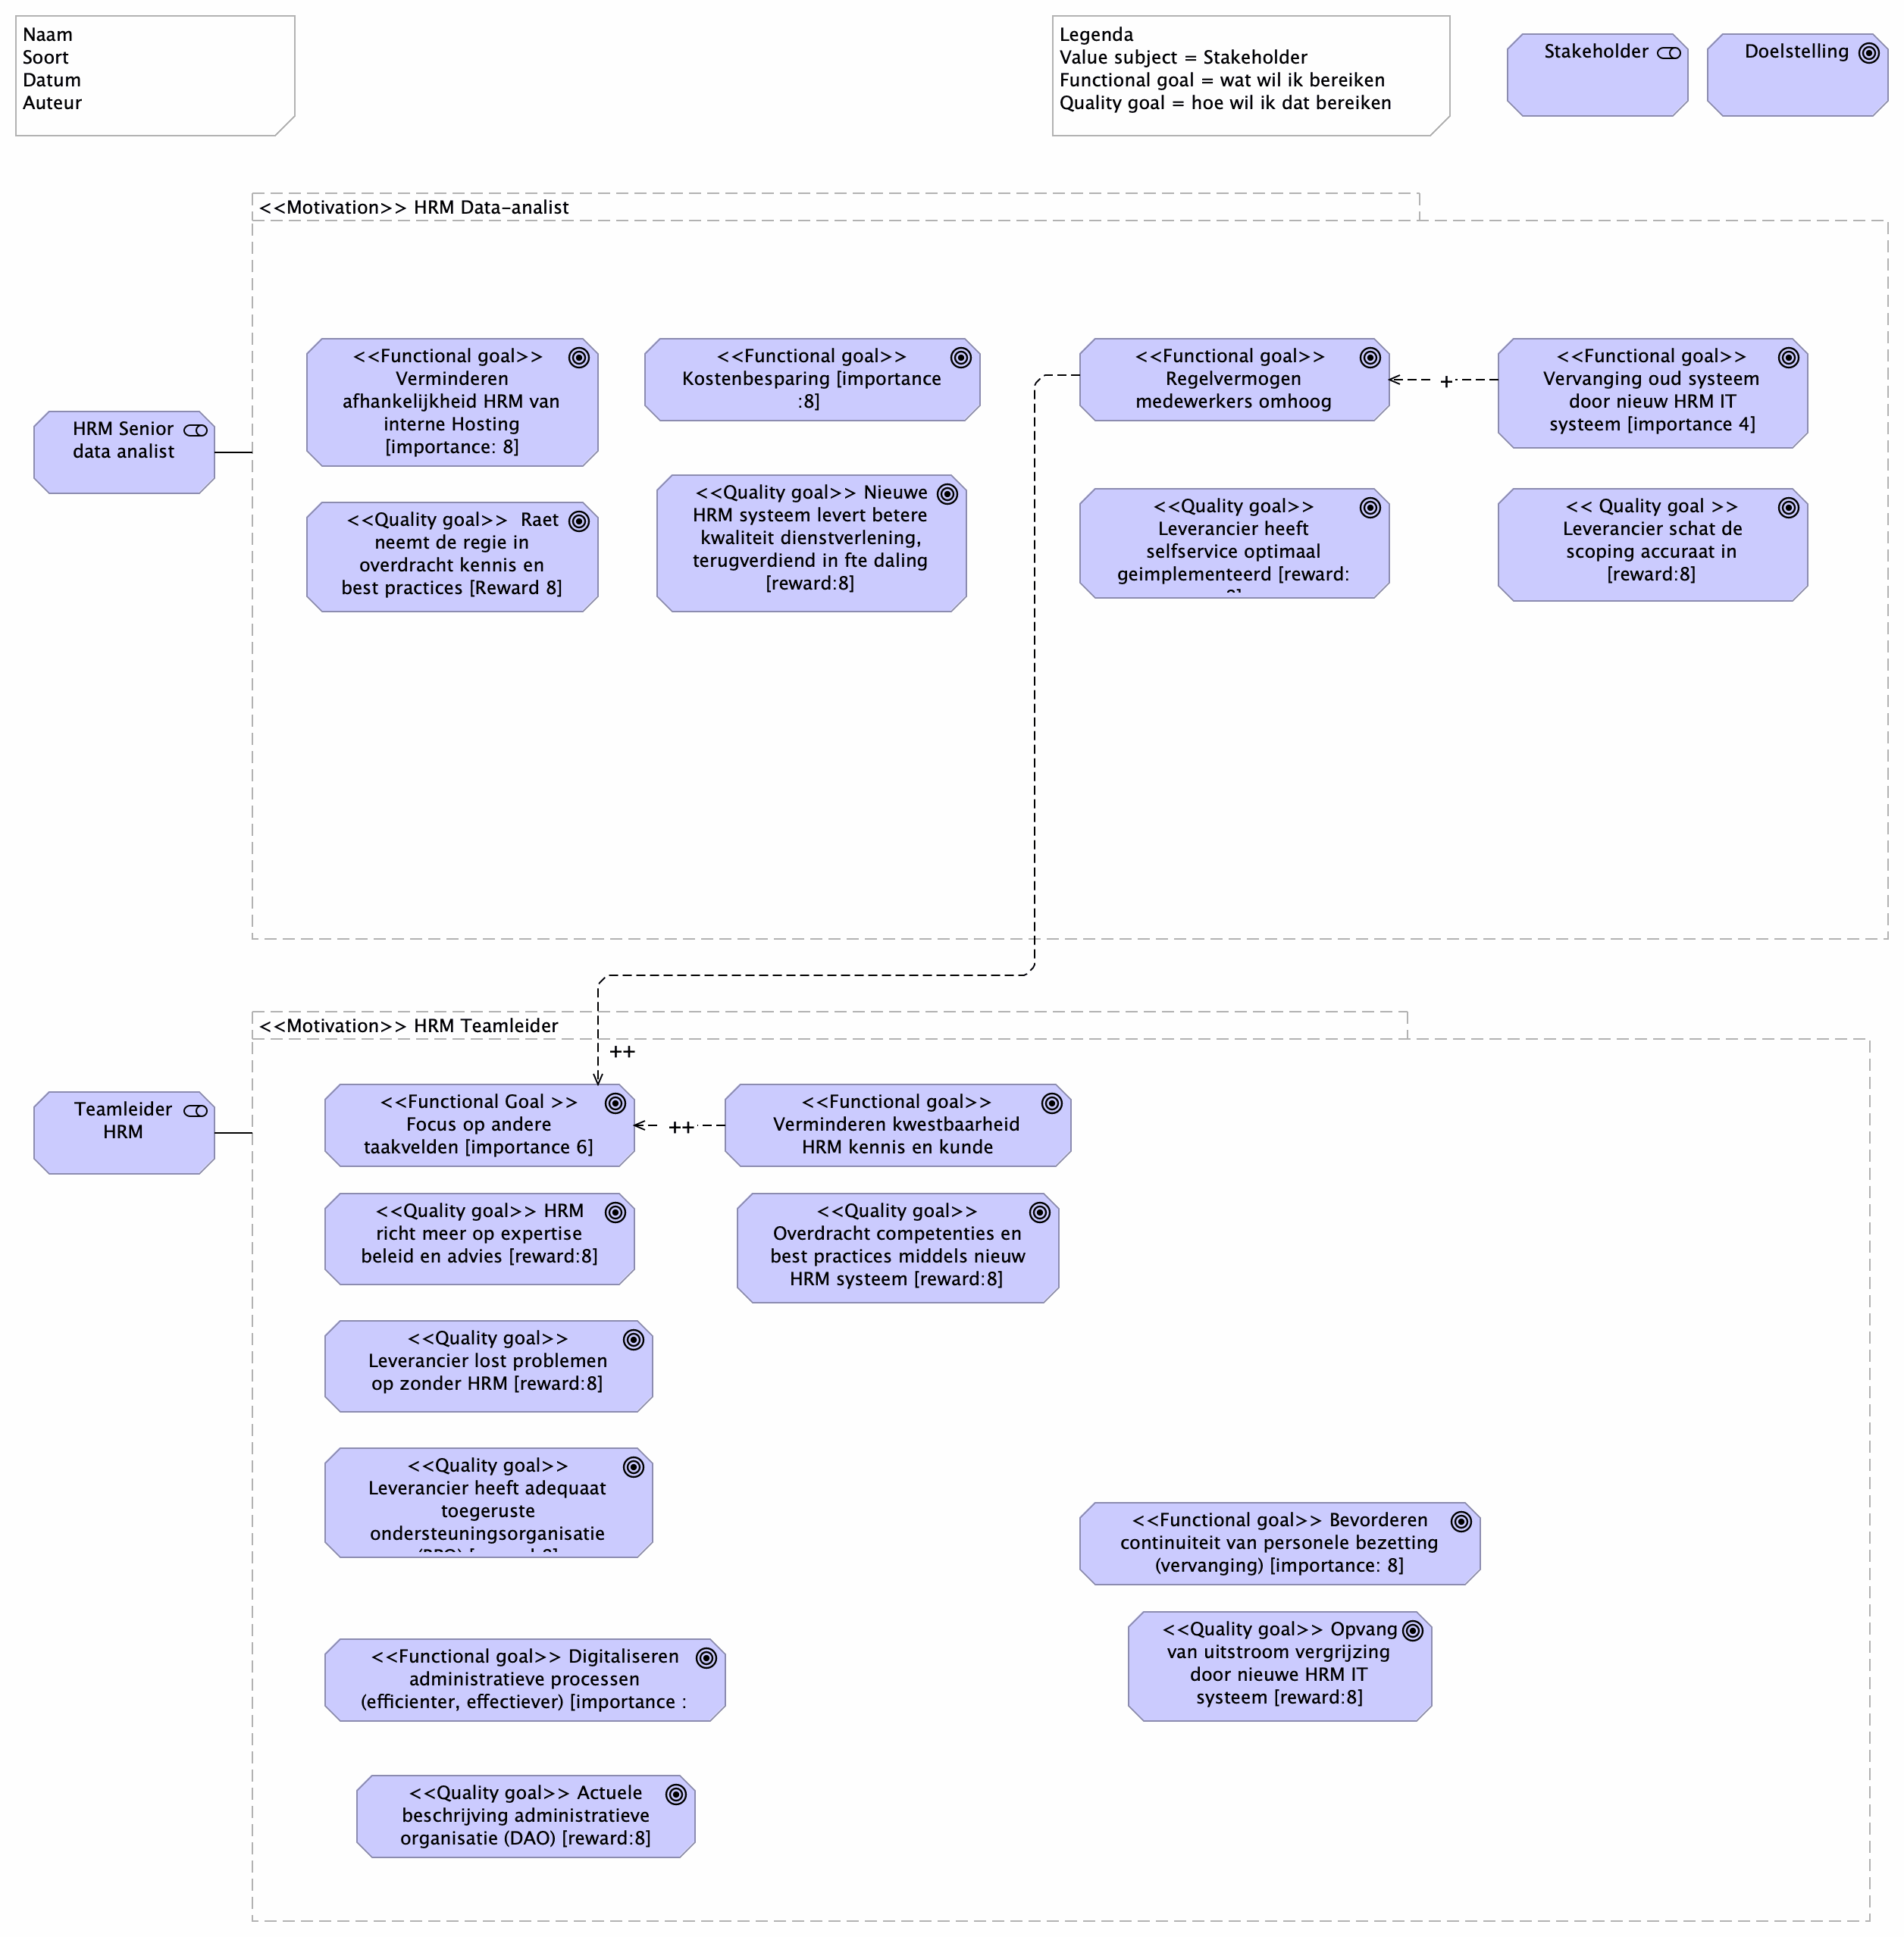 Naam
Soort
Datum
Auteur
Legenda
Value subject = Stakeholder
Functional goal = wat wil ik bereiken
Quality goal = hoe wil ik dat bereiken
Stakeholder
Doelstelling
<<Motivation>> HRM Data-analist
HRM Senior
data analist
<<Functional goal>>
Verminderen
afhankelijkheid HRM van
interne Hosting
[importance: 8]
<<Functional goal>>
Kostenbesparing [importance
:8]
<<Functional goal>>
Regelvermogen
medewerkers omhoog
+
<<Functional goal>>
Vervanging oud systeem
door nieuw HRM IT
systeem [importance 4]
<<Quality goal>> Raet
neemt de regie in
overdracht kennis en
best practices [Reward 8]
<<Quality goal>> Nieuwe
HRM systeem levert betere
kwaliteit dienstverlening,
terugverdiend in fte daling
[reward:8]
<<Quality goal>>
Leverancier heeft
selfservice optimaal
geimplementeerd [reward:
<< Quality goal >>
Leverancier schat de
scoping accuraat in
[reward:8]
<<Motivation>> HRM Teamleider
++
Teamleider
HRM
<<Functional Goal >>
Focus op andere
taakvelden [importance 6]
++
<<Functional goal>>
Verminderen kwestbaarheid
HRM kennis en kunde
<<Quality goal>> HRM
richt meer op expertise
beleid en advies [reward:8]
<<Quality goal>>
Overdracht competenties en
best practices middels nieuw
HRM systeem [reward:8]
<<Quality goal>>
Leverancier lost problemen
op zonder HRM [reward:8]
<<Quality goal>>
Leverancier heeft adequaat
toegeruste
ondersteuningsorganisatie
<<Functional goal>> Bevorderen
continuiteit van personele bezetting
(vervanging) [importance: 8]
<<Quality goal>> Opvang
van uitstroom vergrijzing
door nieuwe HRM IT
systeem [reward:8]
<<Functional goal>> Digitaliseren
administratieve processen
(efficienter, effectiever) [importance :
<<Quality goal>> Actuele
beschrijving administratieve
organisatie (DAO) [reward:8]